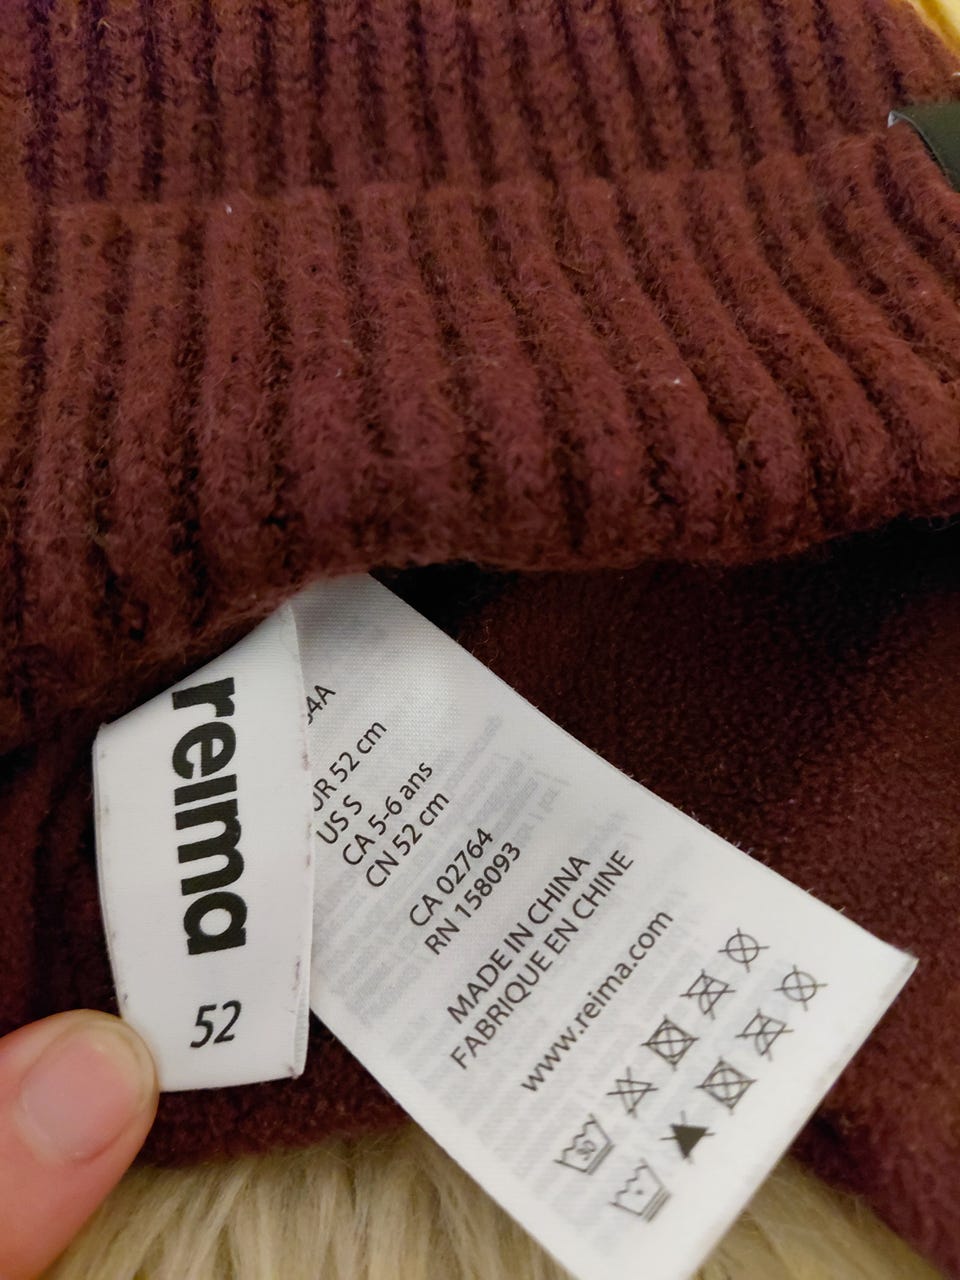 reima
52
52 cm
US S
CA 5-6 ans
CN 52 cm
CA 02764
RN 158093
MADE IN CHINA
FABRIQUE EN CHINE
www.reima.com
30